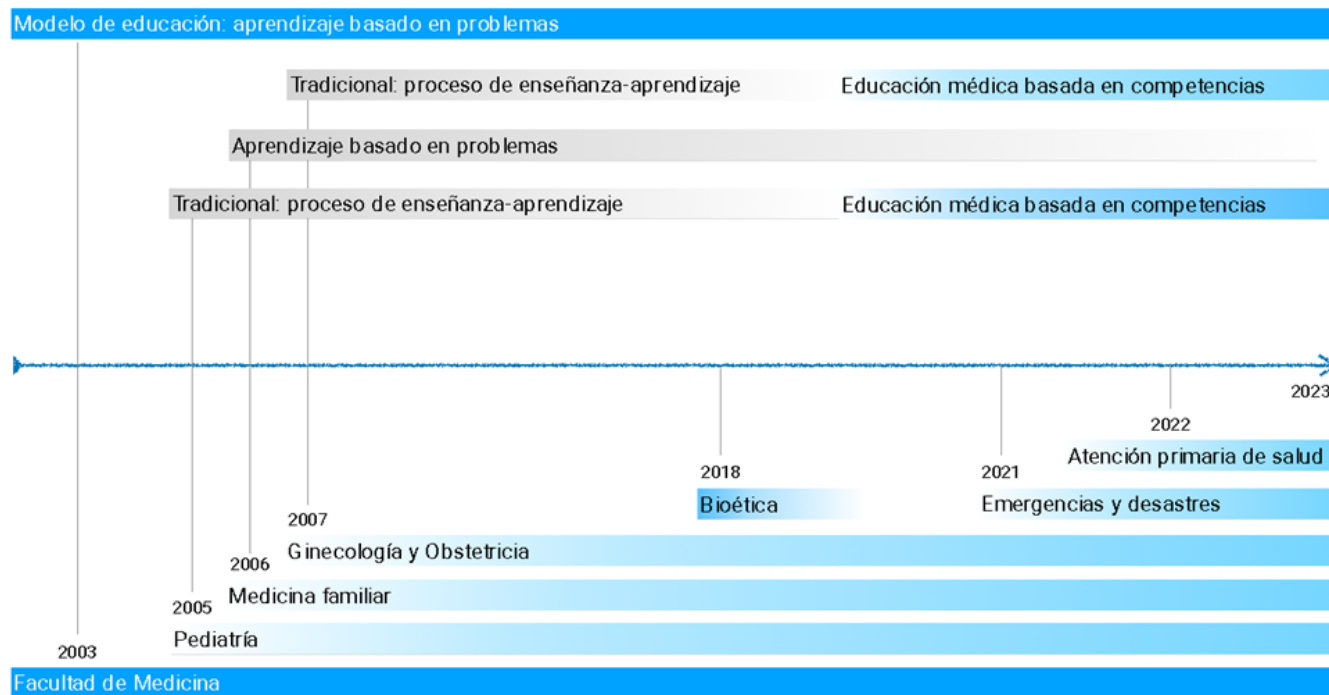 Modelo de educación: aprendizaje basado en problemas
Tradicional: proceso de enseñanza-aprendizaje
Educación médica basada en competencias
Aprendizaje basado en problemas
Tradicional: proceso de enseñanza-aprendizaje
Educación médica basada en competencias
2023
2022
Atención primaria de salud
2018
2021
Bioética
Emergencias y desastres
2007
Ginecología y Obstetricia
2006
Medicina familiar
2005
Pediatría
2003
Facultad de Medicina